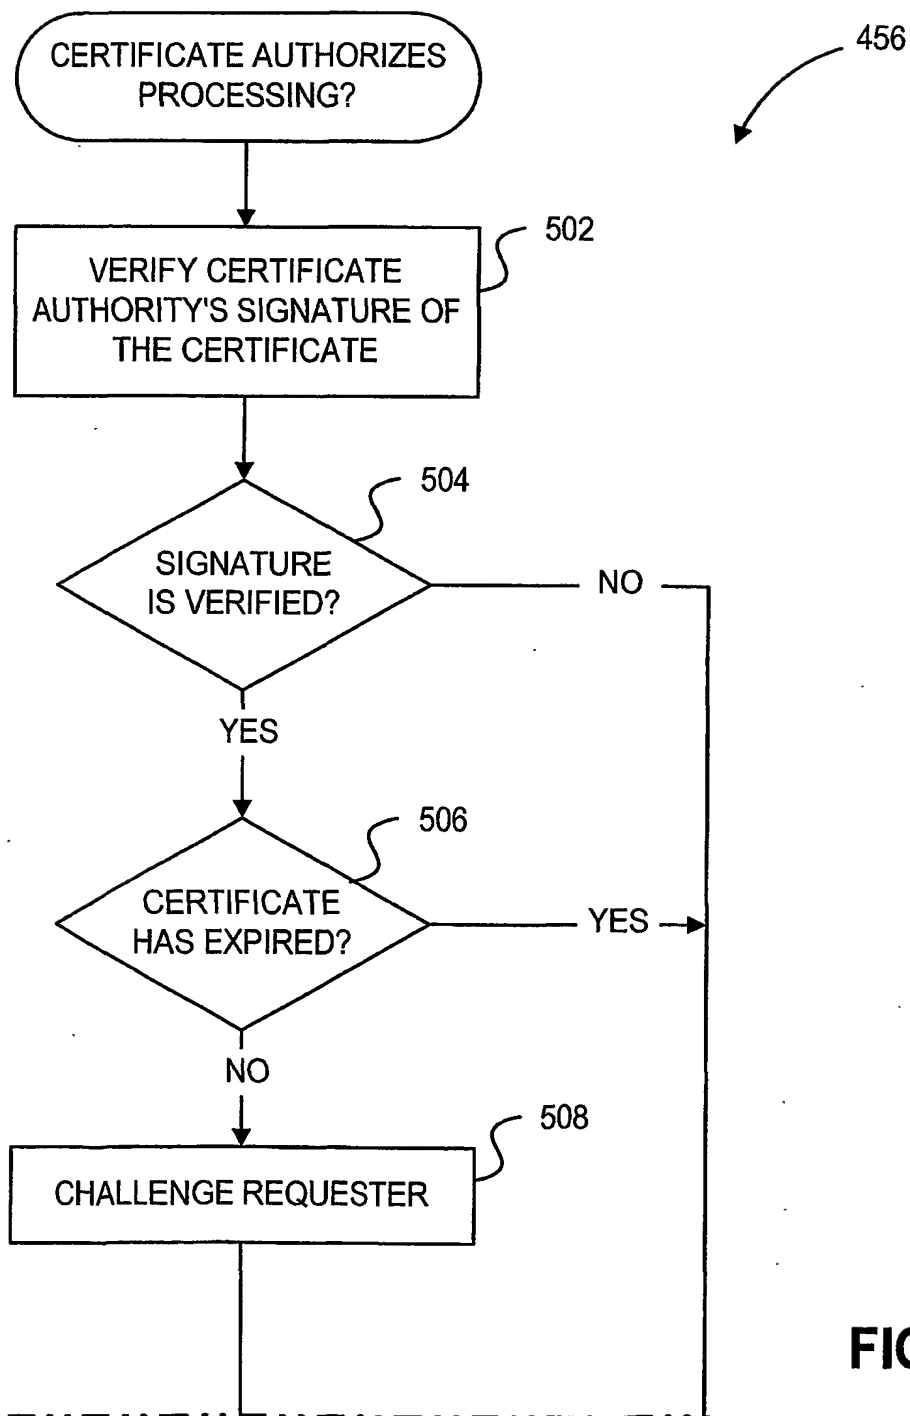 CERTIFICATE AUTHORIZES
PROCESSING?
456
502
VERIFY CERTIFICATE
AUTHORITY'S SIGNATURE OF
THE CERTIFICATE
504
SIGNATURE
IS VERIFIED?
NO
YES
506
CERTIFICATE
HAS EXPIRED?
YES
NO
508
CHALLENGE REQUESTER